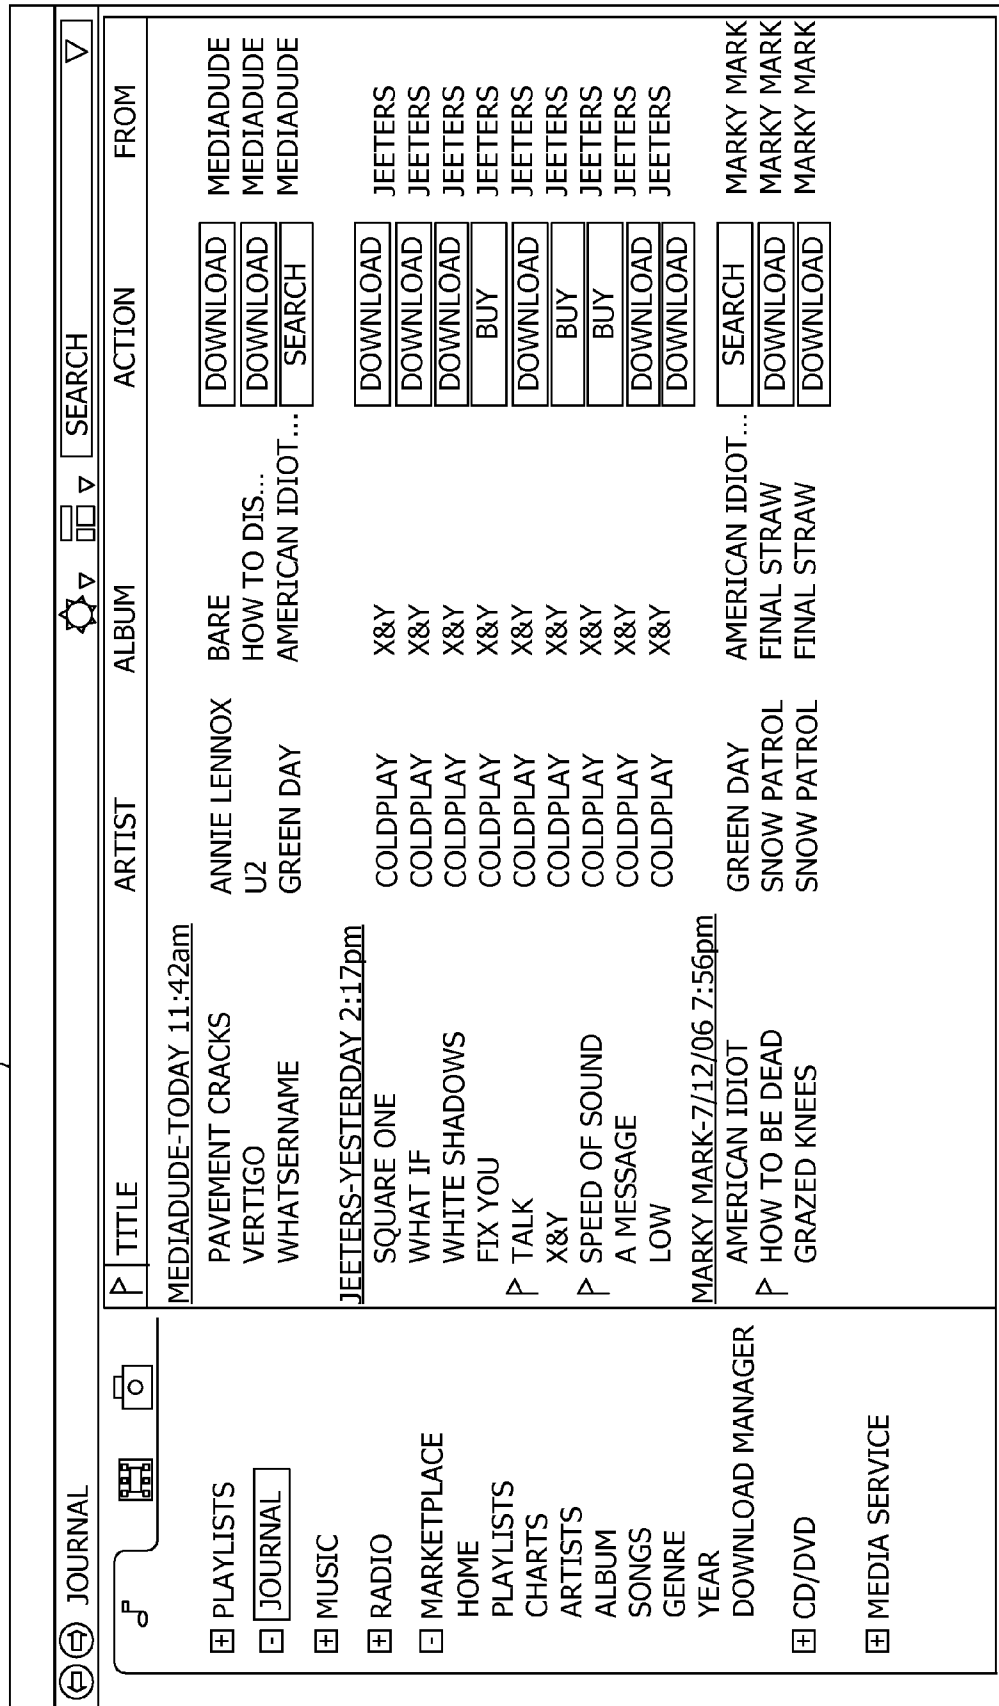 JOURNAL
SEARCH
PLAYLISTS
JOURNAL
MUSIC
RADIO
MARKETPLACE
HOME
PLAYLISTS
CHARTS
ARTISTS
ALBUM
SONGS
GENRE
YEAR
DOWNLOAD MANAGER
CD/DVD
MEDIA SERVICE
TITLE ARTIST ALBUM ACTION FROM
MEDIADUDE-TODAY 11:42am
PAVEMENT CRACKS ANNIE LENNOX BARE DOWNLOAD MEDIADUDE
VERTIGO U2 HOW TO DIS... DOWNLOAD MEDIADUDE
WHATSERNAME GREEN DAY AMERICAN IDIOT... SEARCH MEDIADUDE
JEETERS-YESTERDAY 2:17pm
SQUARE ONE COLDPLAY X&Y DOWNLOAD JEETERS
WHAT IF COLDPLAY X&Y DOWNLOAD JEETERS
WHITE SHADOWS COLDPLAY X&Y DOWNLOAD JEETERS
FIX YOU COLDPLAY X&Y BUY JEETERS
TALK COLDPLAY X&Y DOWNLOAD JEETERS
X&Y COLDPLAY X&Y BUY JEETERS
SPEED OF SOUND COLDPLAY X&Y BUY JEETERS
A MESSAGE COLDPLAY X&Y DOWNLOAD JEETERS
LOW COLDPLAY X&Y DOWNLOAD JEETERS
MARKY MARK-7/12/06 7:56pm
AMERICAN IDIOT GREEN DAY AMERICAN IDIOT... SEARCH MARKY MARK
HOW TO BE DEAD SNOW PATROL FINAL STRAW DOWNLOAD MARKY MARK
GRAZED KNEES SNOW PATROL FINAL STRAW DOWNLOAD MARKY MARK